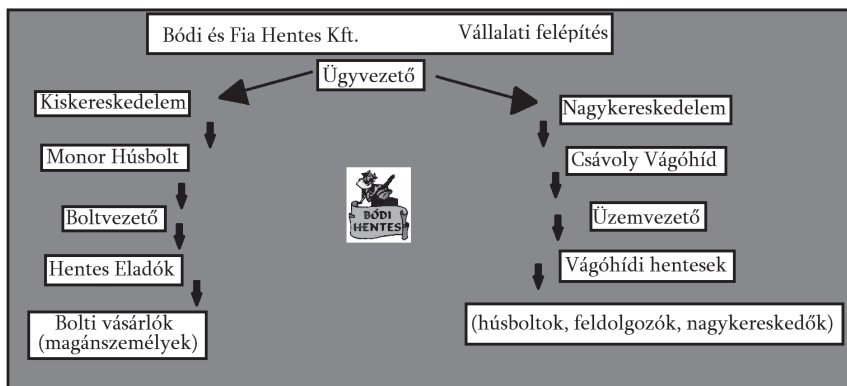 Bódi és Fia Hentes Kft. Vállalati felépítés
Ügyvezető
Kiskereskedelem
Monor Húsbolt
Boltvezető
Hentes Eladók
Bolti vásárlók
(magánszemélyek)
BÓDI
HENTES
Nagykereskedelem
Csávoly Vágóhíd
Üzemvezető
Vágóhídi hentesek
(húsboltok, feldolgozók, nagykereskedők)